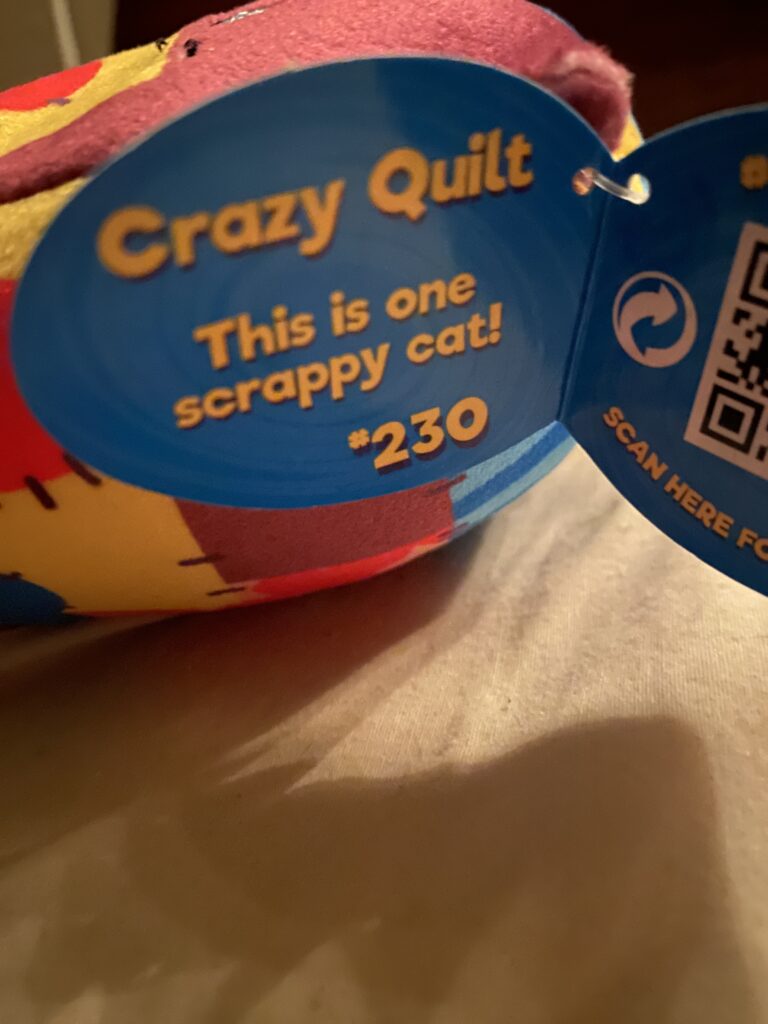 Crazy Quilt
This is one
scrappy cat!
#230
#
SCAN HERE